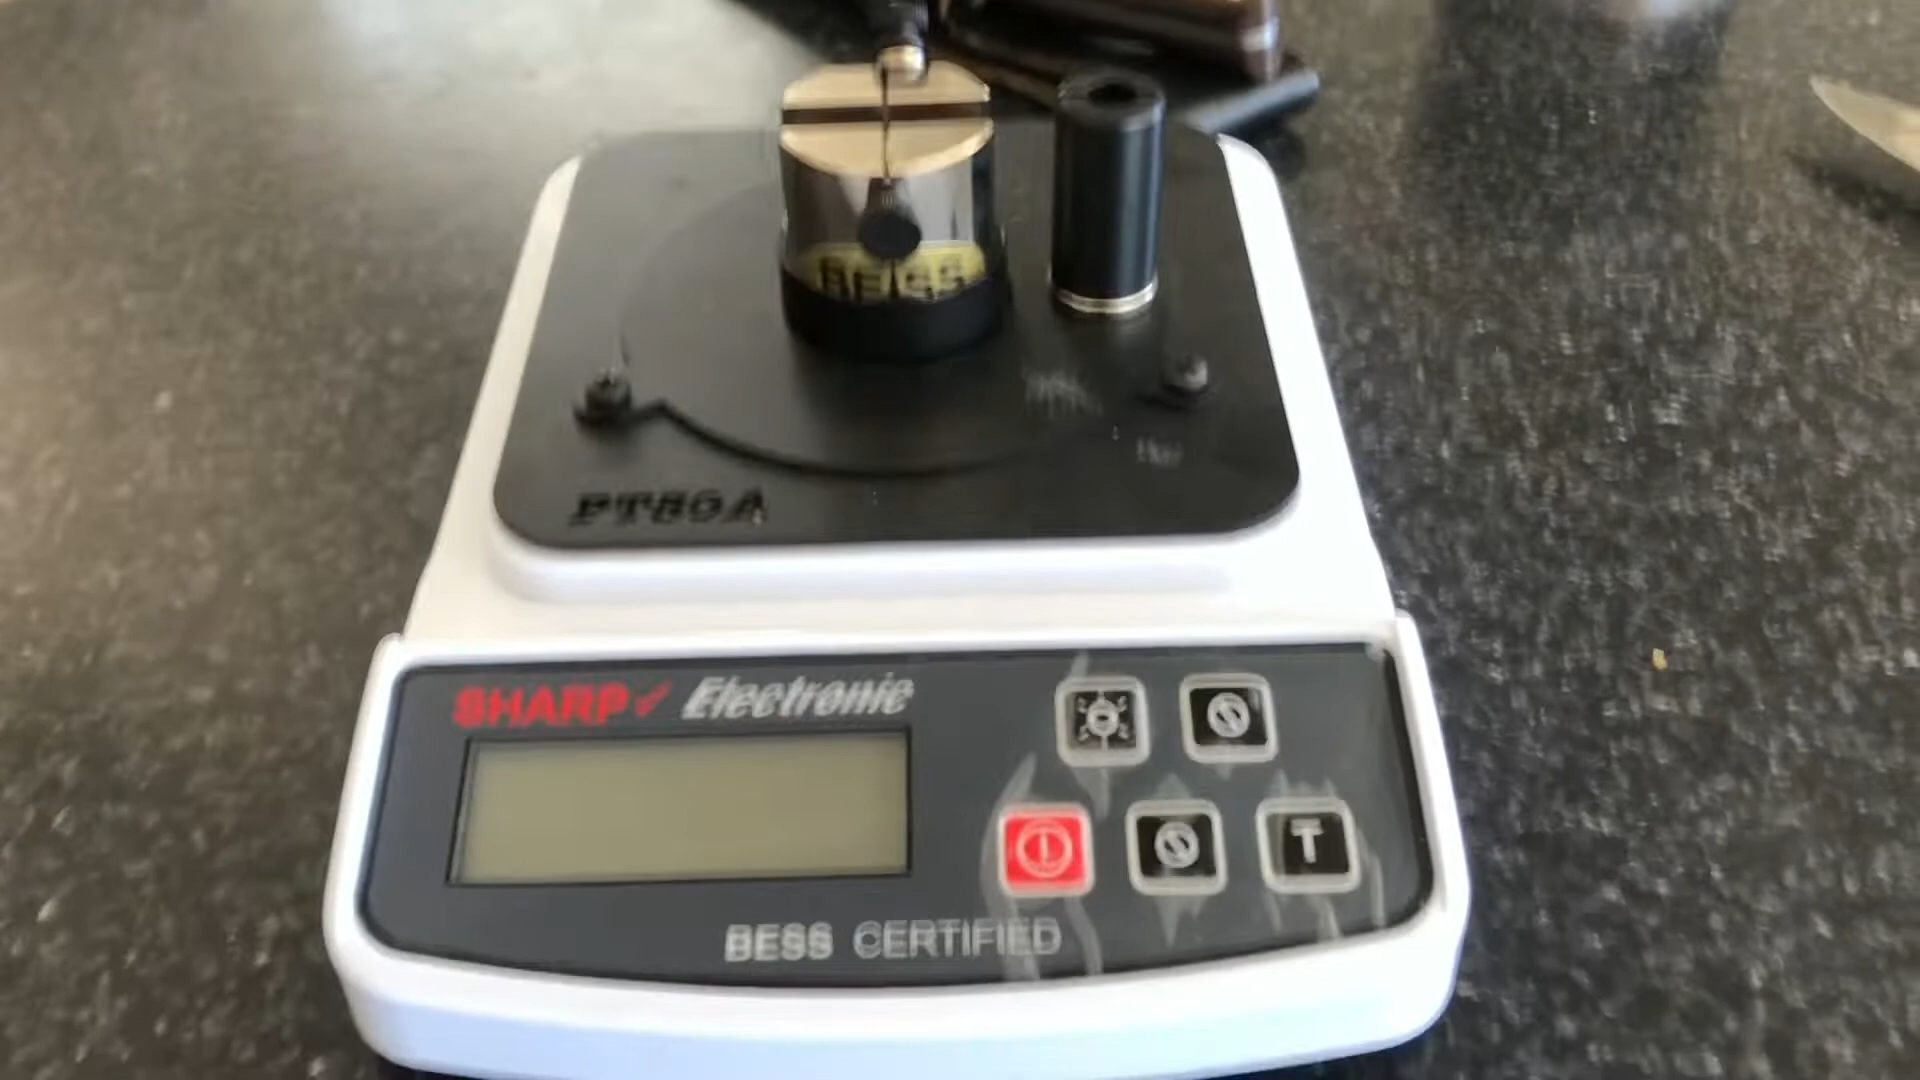 BESS
PT50A
SHARP✓ Electronic
T
BESS CERTIFIED